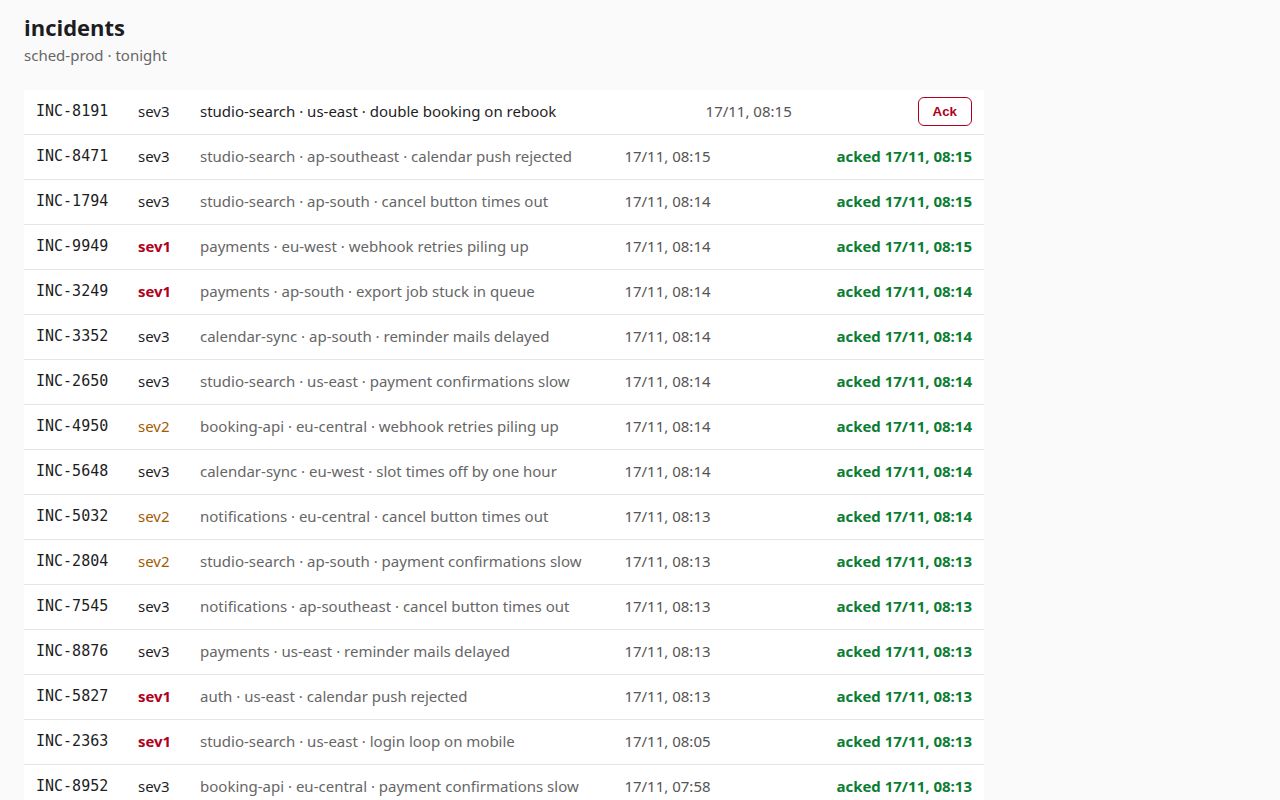 incidents
sched-prod · tonight
INC-8191 sev3 studio-search · us-east · double booking on rebook 17/11, 08:15 Ack
INC-8471 sev3 studio-search · ap-southeast · calendar push rejected 17/11, 08:15 acked 17/11, 08:15
INC-1794 sev3 studio-search · ap-south · cancel button times out 17/11, 08:14 acked 17/11, 08:15
INC-9949 sev1 payments · eu-west · webhook retries piling up 17/11, 08:14 acked 17/11, 08:15
INC-3249 sev1 payments · ap-south · export job stuck in queue 17/11, 08:14 acked 17/11, 08:14
INC-3352 sev3 calendar-sync · ap-south · reminder mails delayed 17/11, 08:14 acked 17/11, 08:14
INC-2650 sev3 studio-search · us-east · payment confirmations slow 17/11, 08:14 acked 17/11, 08:14
INC-4950 sev2 booking-api · eu-central · webhook retries piling up 17/11, 08:14 acked 17/11, 08:14
INC-5648 sev3 calendar-sync · eu-west · slot times off by one hour 17/11, 08:14 acked 17/11, 08:14
INC-5032 sev2 notifications · eu-central · cancel button times out 17/11, 08:13 acked 17/11, 08:14
INC-2804 sev2 studio-search · ap-south · payment confirmations slow 17/11, 08:13 acked 17/11, 08:13
INC-7545 sev3 notifications · ap-southeast · cancel button times out 17/11, 08:13 acked 17/11, 08:13
INC-8876 sev3 payments · us-east · reminder mails delayed 17/11, 08:13 acked 17/11, 08:13
INC-5827 sev1 auth · us-east · calendar push rejected 17/11, 08:13 acked 17/11, 08:13
INC-2363 sev1 studio-search · us-east · login loop on mobile 17/11, 08:05 acked 17/11, 08:13
INC-8952 sev3 booking-api · eu-central · payment confirmations slow 17/11, 07:58 acked 17/11, 08:13